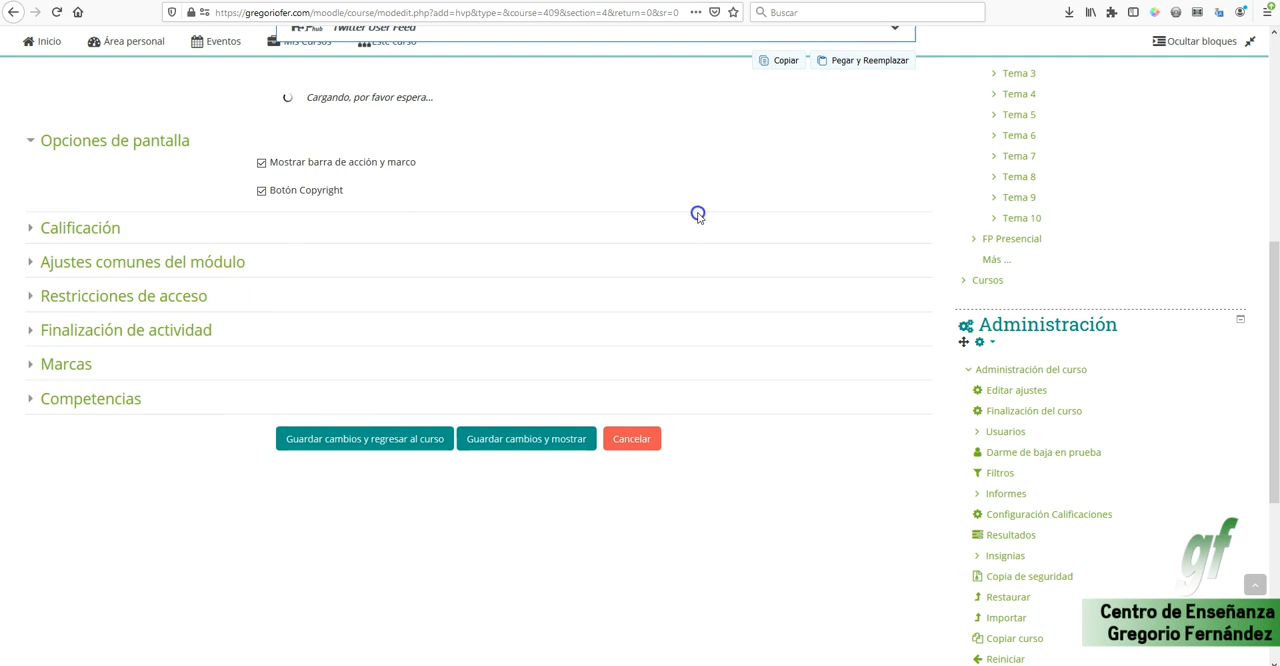 https://gregoriofer.com/moodle/course/modedit.php?add=hvp&type=&course=409&section=4&return=0&sr=0
Buscar
Inicio
Área personal
Eventos
Mis Cursos
Este curso
Twitter User Feed
Ocultar bloques
Copiar
Pegar y Reemplazar
Cargando, por favor espera...
Opciones de pantalla
Mostrar barra de acción y marco
Botón Copyright
Calificación
Ajustes comunes del módulo
Restricciones de acceso
Finalización de actividad
Marcas
Competencias
Guardar cambios y regresar al curso
Guardar cambios y mostrar
Cancelar
Tema 3
Tema 4
Tema 5
Tema 6
Tema 7
Tema 8
Tema 9
Tema 10
FP Presencial
Más ...
Cursos
Administración
Administración del curso
Editar ajustes
Finalización del curso
Usuarios
Darme de baja en prueba
Filtros
Informes
Configuración Calificaciones
Resultados
Insignias
Copia de seguridad
Restaurar
Importar
Copiar curso
Reiniciar
gf
Centro de Enseñanza
Gregorio Fernández